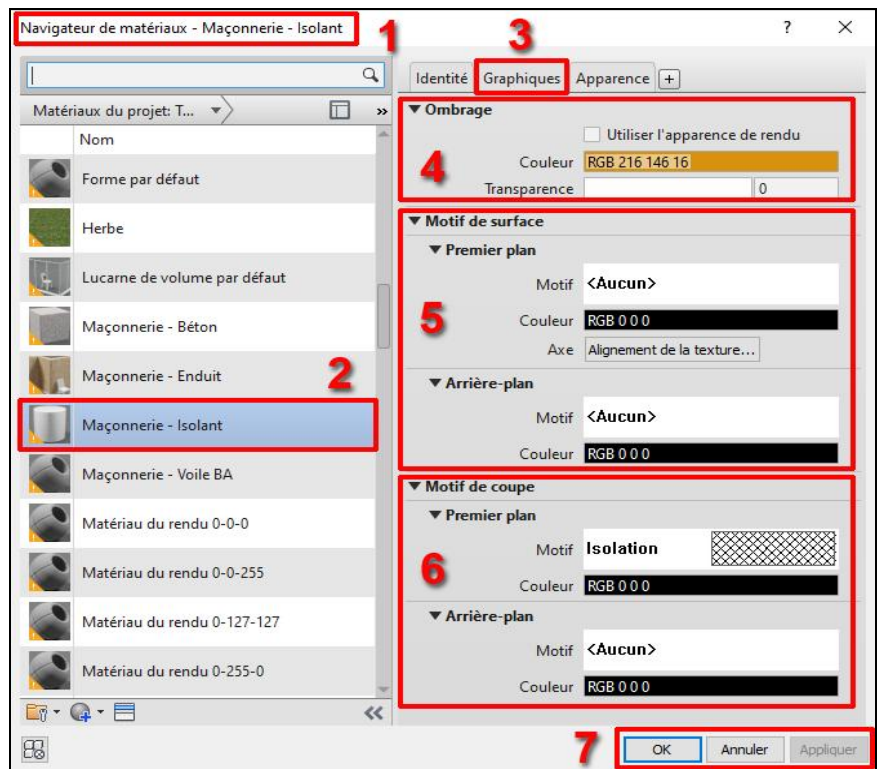 Navigateur de matériaux - Maçonnerie - Isolant
1
3
?
Matériaux du projet: T...
»
Nom
Forme par défaut
Herbe
Lucarne de volume par défaut
Maçonnerie - Béton
Maçonnerie - Enduit
2
Maçonnerie - Isolant
Maçonnerie - Voile BA
Matériau du rendu 0-0-0
Matériau du rendu 0-0-255
Matériau du rendu 0-127-127
Matériau du rendu 0-255-0
Identité Graphiques Apparence +
Ombrage
Utiliser l'apparence de rendu
4
Couleur RGB 216 146 16
Transparence 0
Motif de surface
Premier plan
Motif <Aucun>
5
Couleur RGB 0 0 0
Axe Alignement de la texture...
Arrière-plan
Motif <Aucun>
Couleur RGB 0 0 0
Motif de coupe
Premier plan
Motif Isolation
6
Couleur RGB 0 0 0
Arrière-plan
Motif <Aucun>
Couleur RGB 0 0 0
7
OK Annuler Appliquer